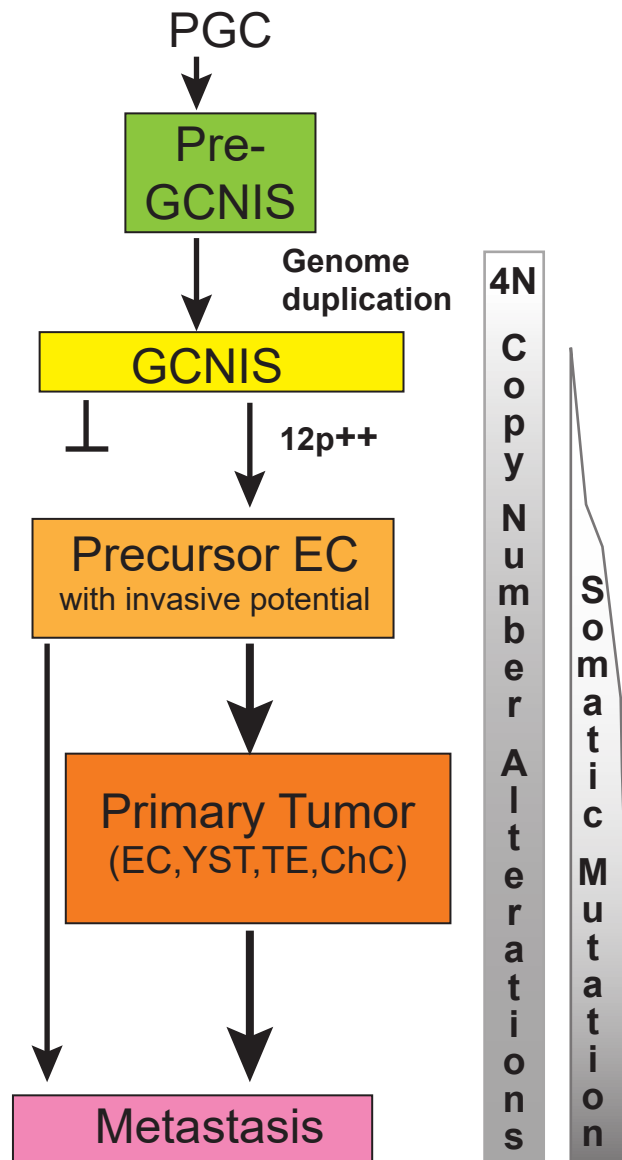 PGC
Pre-
GCNIS
Genome
duplication
GCNIS
12p++
Precursor EC
with invasive potential
Primary Tumor
(EC,YST,TE,ChC)
Metastasis
4N
Copy Number Alterations
Somatic Mutation